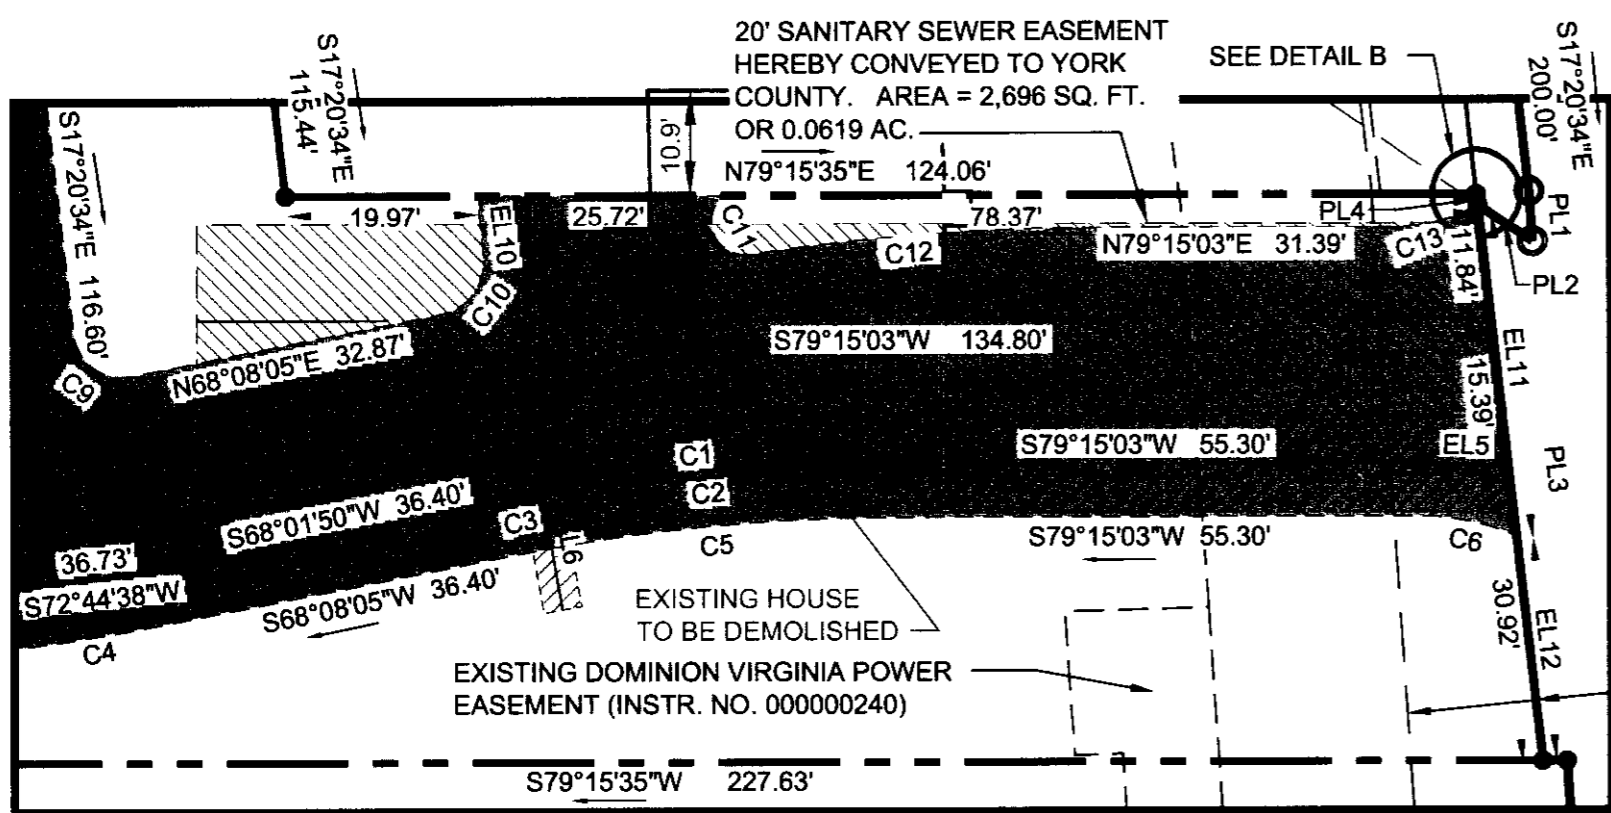 20' SANITARY SEWER EASEMENT
HEREBY CONVEYED TO YORK
COUNTY. AREA = 2,696 SQ. FT.
OR 0.0619 AC.
SEE DETAIL B
S17°20'34"E
200.00'
S17°20'34"E
115.44'
S17°20'34"E 116.60'
10.9'
N79°15'35"E 124.06'
19.97'
EL10
25.72'
C11
78.37'
PL4
PL1
C12
N79°15'03"E 31.39'
C13
11.84'
PL2
C10
C9
N68°08'05"E 32.87'
S79°15'03"W 134.80'
EL11
15.39'
C1
S79°15'03"W 55.30'
EL5
PL3
C2
S68°01'50"W 36.40'
C3
L6
C5
S79°15'03"W 55.30'
C6
36.73'
S72°44'38"W
S68°08'05"W 36.40'
C4
EXISTING HOUSE
TO BE DEMOLISHED
30.92'
EL12
EXISTING DOMINION VIRGINIA POWER
EASEMENT (INSTR. NO. 000000240)
S79°15'35"W 227.63'